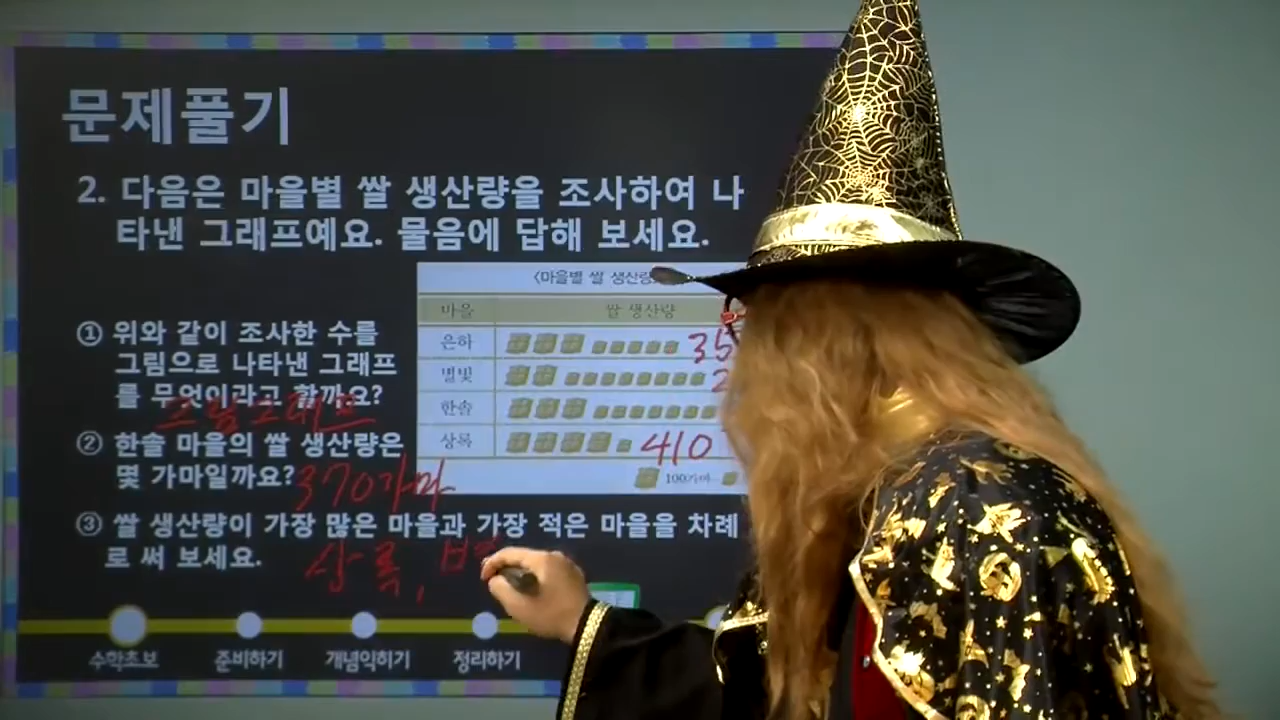 문제풀기
2. 다음은 마을별 쌀 생산량을 조사하여 나
타낸 그래프예요. 물음에 답해 보세요.
<마을별 쌀 생산량
마을 쌀 생산량
은하 35
별빛 2
한솔
상록 410
100가마
① 위와 같이 조사한 수를
그림으로 나타낸 그래프
를 무엇이라고 할까요?
그림그래프
② 한솔 마을의 쌀 생산량은
몇 가마일까요? 370가마
③ 쌀 생산량이 가장 많은 마을과 가장 적은 마을을 차례
로 써 보세요.
상록,
수학초보 준비하기 개념익히기 정리하기